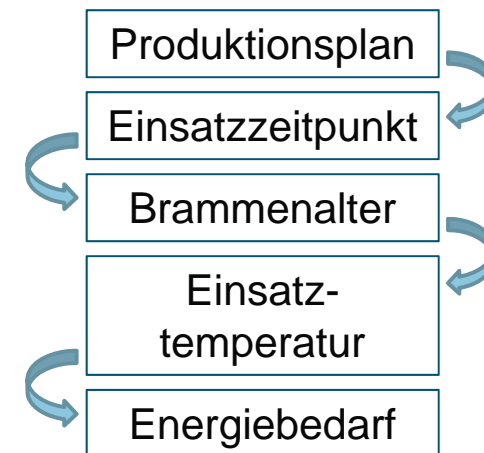 Produktionsplan
Einsatzzeitpunkt
Brammenalter
Einsatz-
temperatur
Energiebedarf